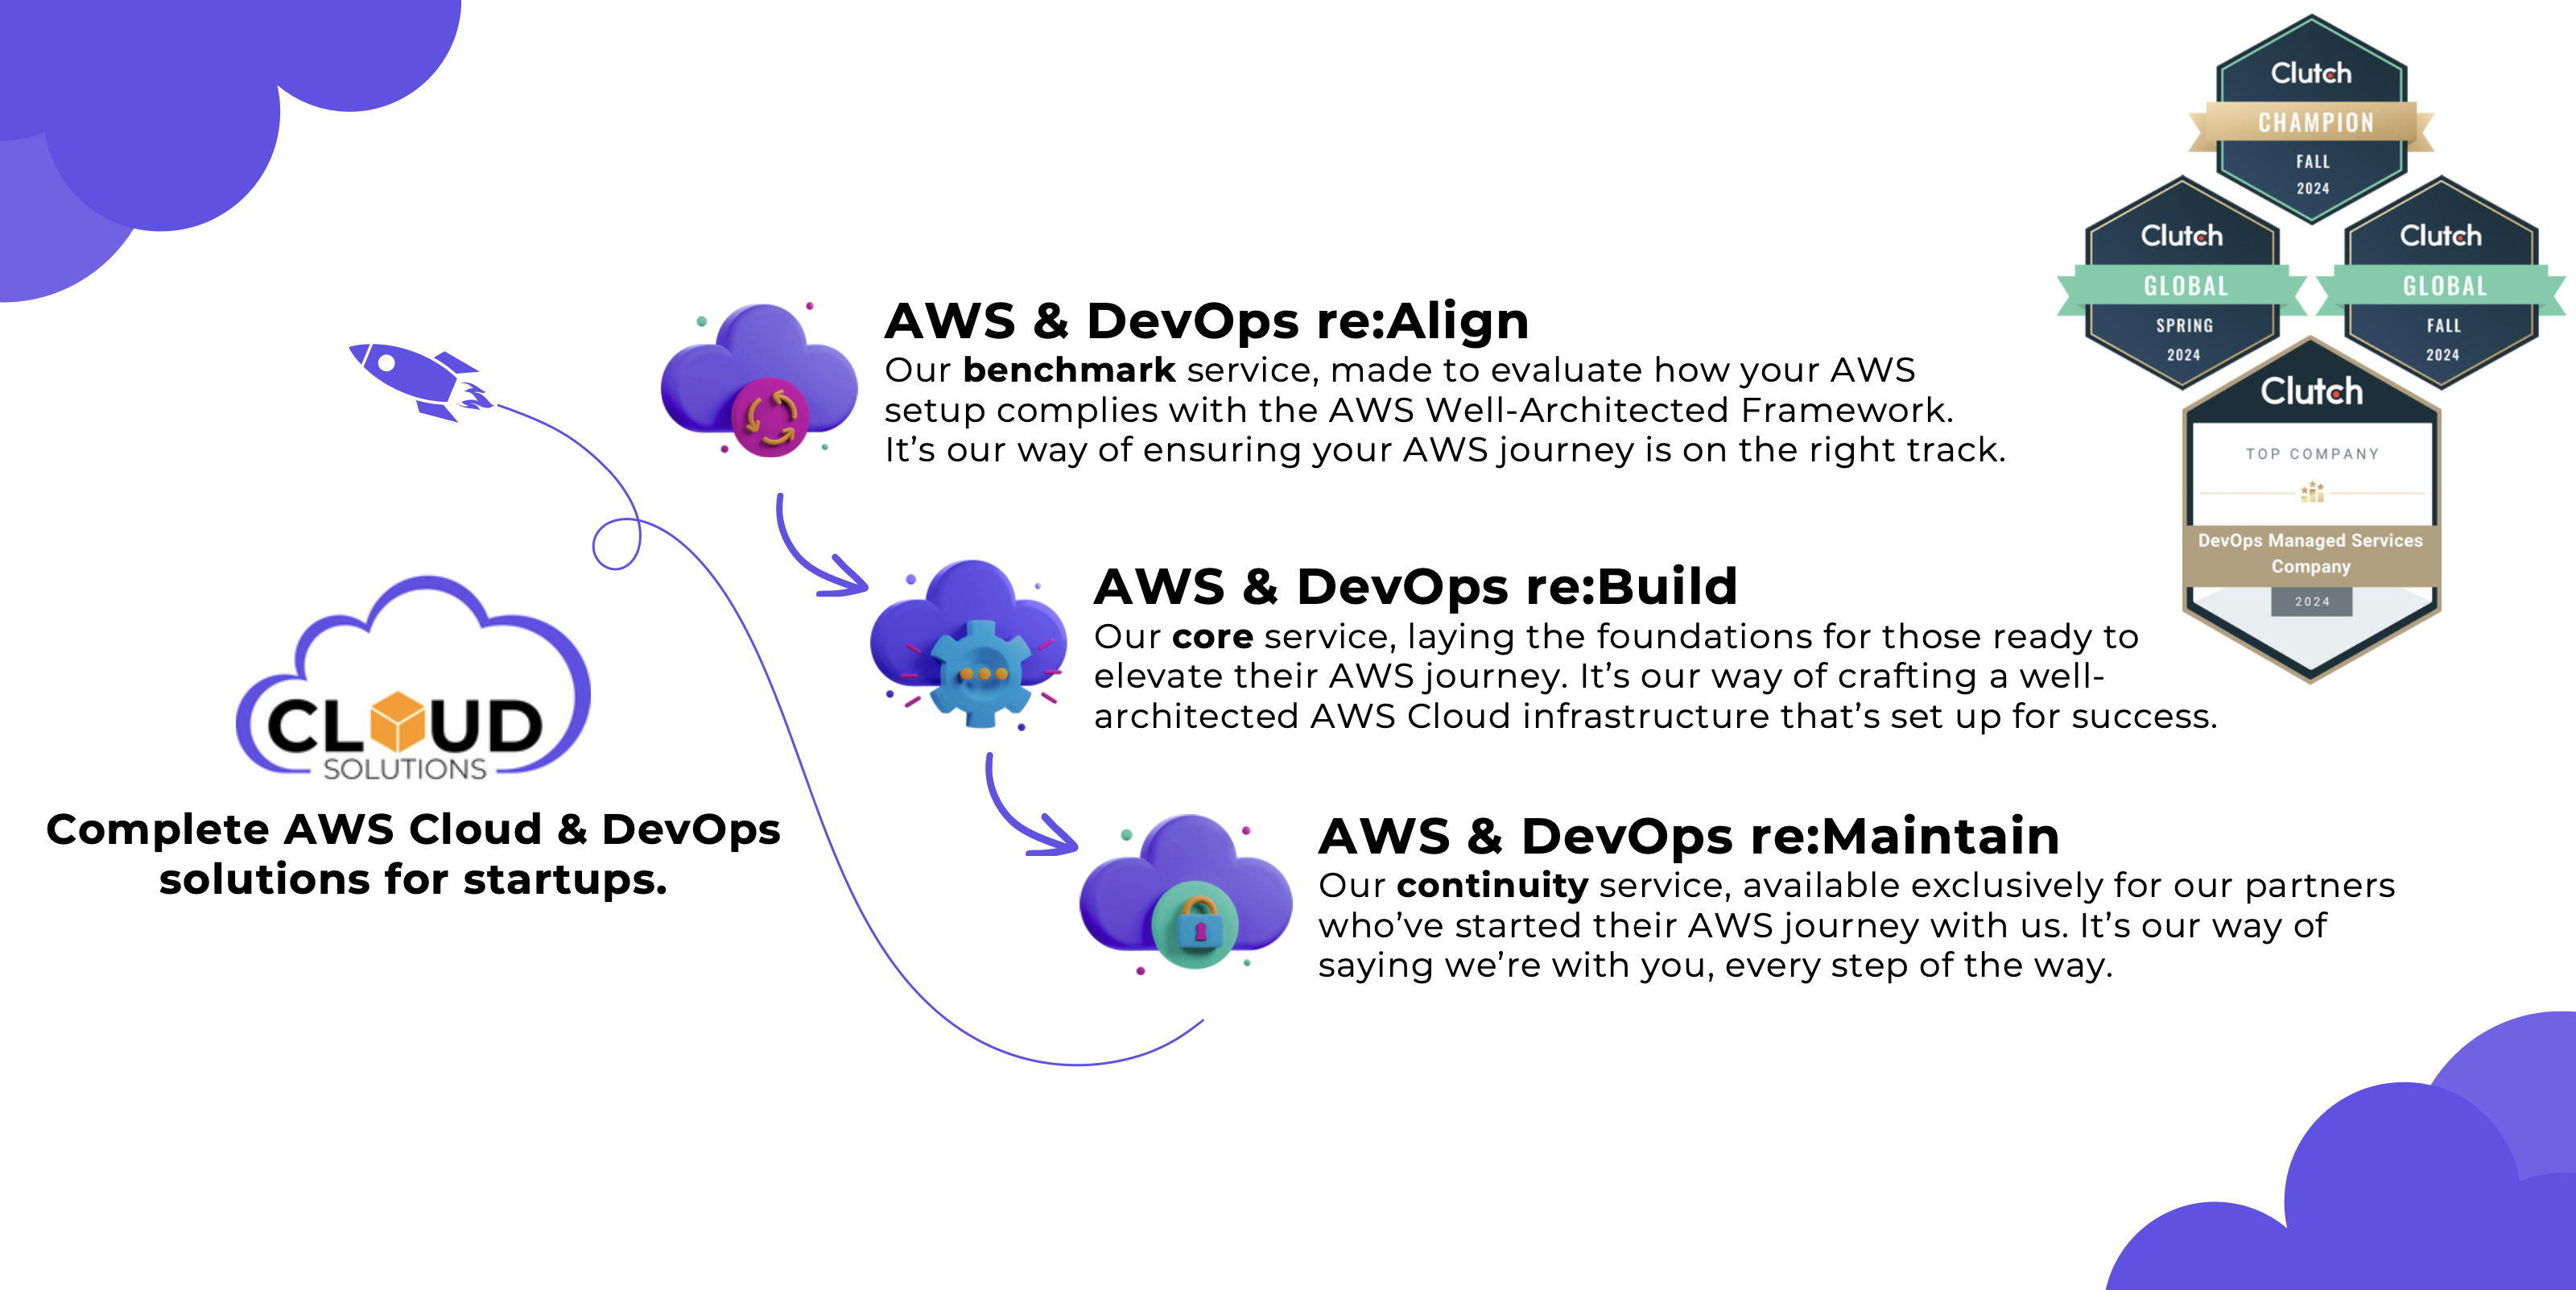 Clutch
CHAMPION
FALL
2024
Clutch
GLOBAL
SPRING
2024
Clutch
GLOBAL
FALL
2024
Clutch
TOP COMPANY
DevOps Managed Services
Company
2024
AWS & DevOps re:Align
Our benchmark service, made to evaluate how your AWS
setup complies with the AWS Well-Architected Framework.
It’s our way of ensuring your AWS journey is on the right track.
AWS & DevOps re:Build
Our core service, laying the foundations for those ready to
elevate their AWS journey. It’s our way of crafting a well-
architected AWS Cloud infrastructure that’s set up for success.
CLOUD
SOLUTIONS
Complete AWS Cloud & DevOps
solutions for startups.
AWS & DevOps re:Maintain
Our continuity service, available exclusively for our partners
who’ve started their AWS journey with us. It’s our way of
saying we’re with you, every step of the way.